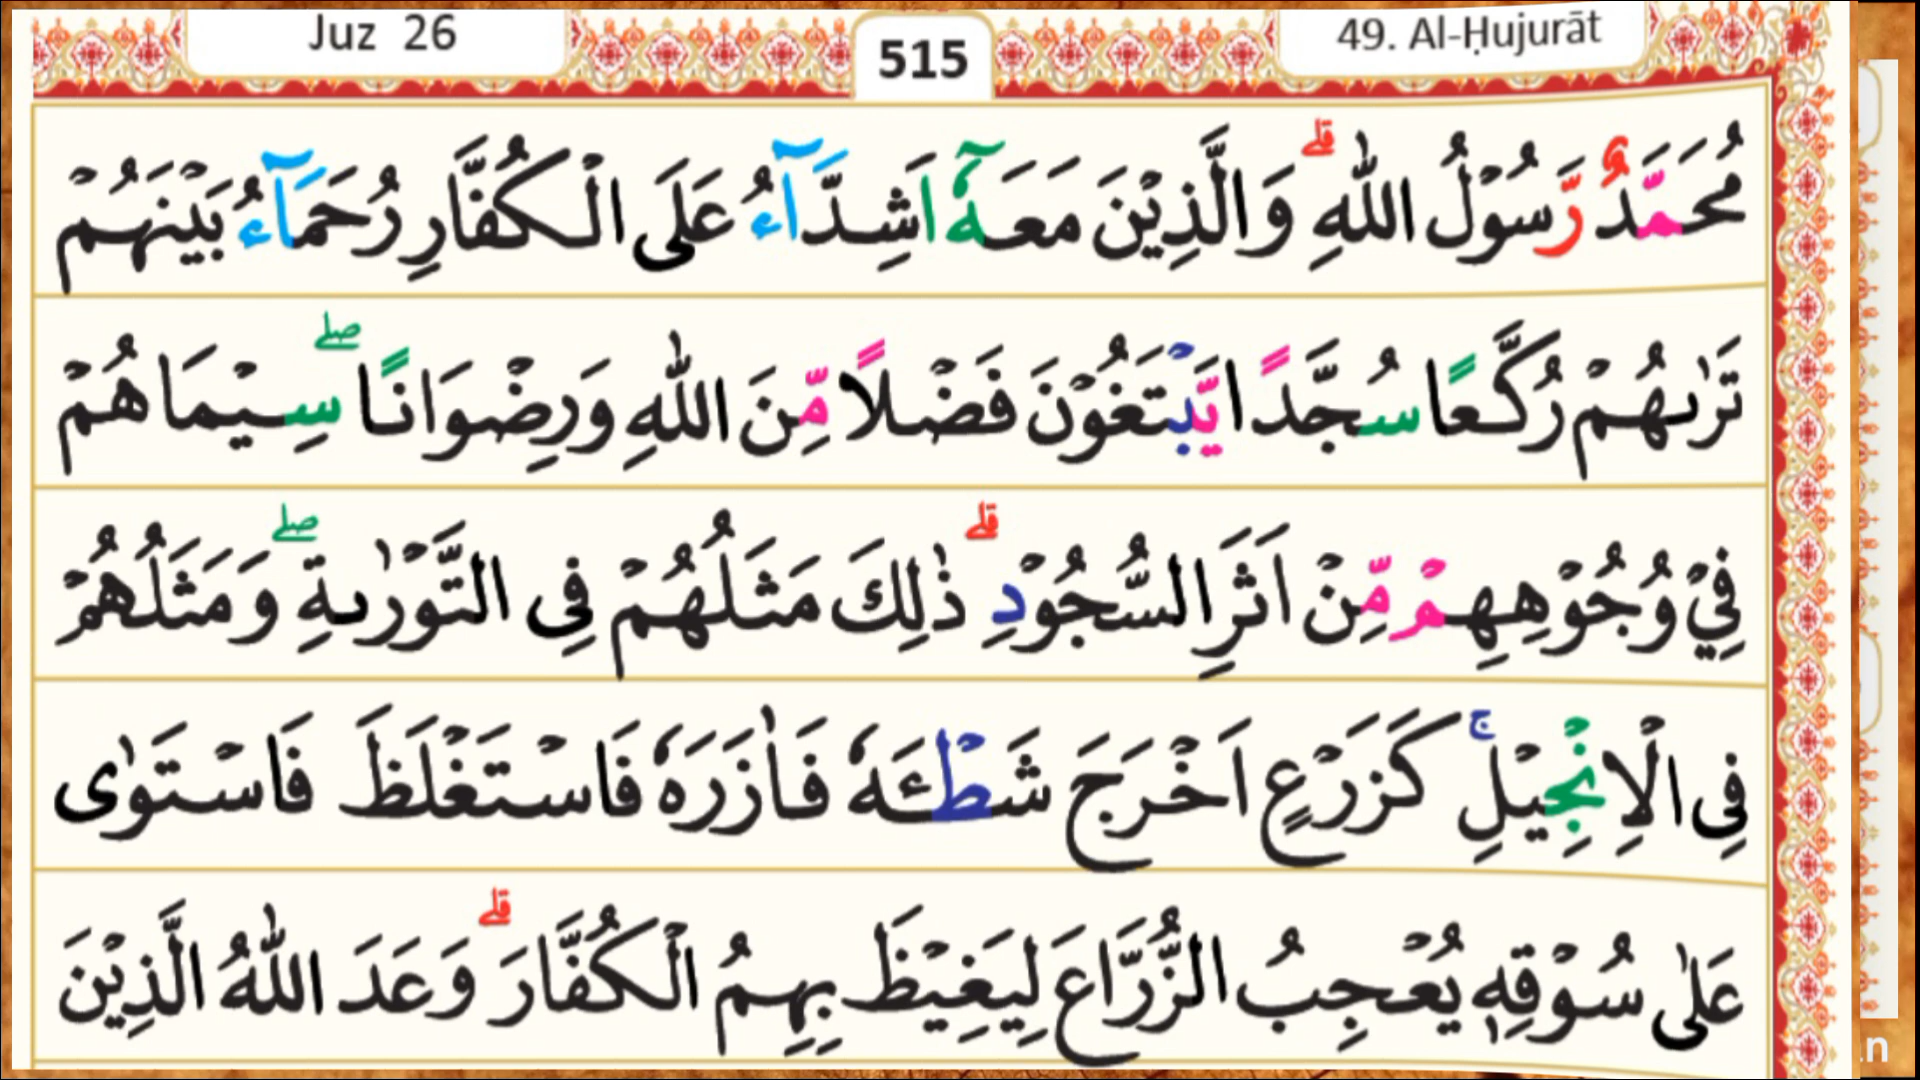 Juz 26
515
49. Al-Ḥujurāt
مُحَمَّدٌ رَّسُوْلُ اللّٰهِ ؕ وَالَّذِيْنَ مَعَهٗۤ اَشِدَّآءُ عَلَى الْكُفَّارِ رُحَمَآءُ بَيْنَهُمْ
تَرٰىهُمْ رُكَّعًا سُجَّدًا يَّبْتَغُوْنَ فَضْلًا مِّنَ اللّٰهِ وَرِضْوَانًا ۖ سِيْمَاهُمْ
فِيْ وُجُوْهِهِمْ مِّنْ اَثَرِ السُّجُوْدِ ۗ ذٰلِكَ مَثَلُهُمْ فِى التَّوْرٰىةِ ۖ وَمَثَلُهُمْ
فِى الْاِنْجِيْلِ ۚ كَزَرْعٍ اَخْرَجَ شَطْـَٔهٗ فَاٰزَرَهٗ فَاسْتَغْلَظَ فَاسْتَوٰى
عَلٰى سُوْقِهٖ يُعْجِبُ الزُّرَّاعَ لِيَغِيْظَ بِهِمُ الْكُفَّارَ ۗ وَعَدَ اللّٰهُ الَّذِيْنَ